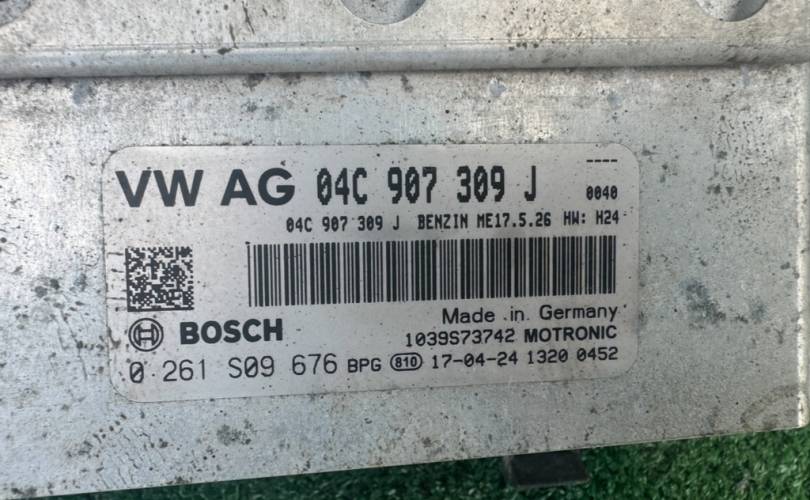 ----
VW AG 04C 907 309 J 0040
04C 907 309 J BENZIN ME17.5.26 HW: H24
BOSCH
Made in Germany
1039S73742 MOTRONIC
0 261 S09 676 BPG 810 17-04-24 1320 0452